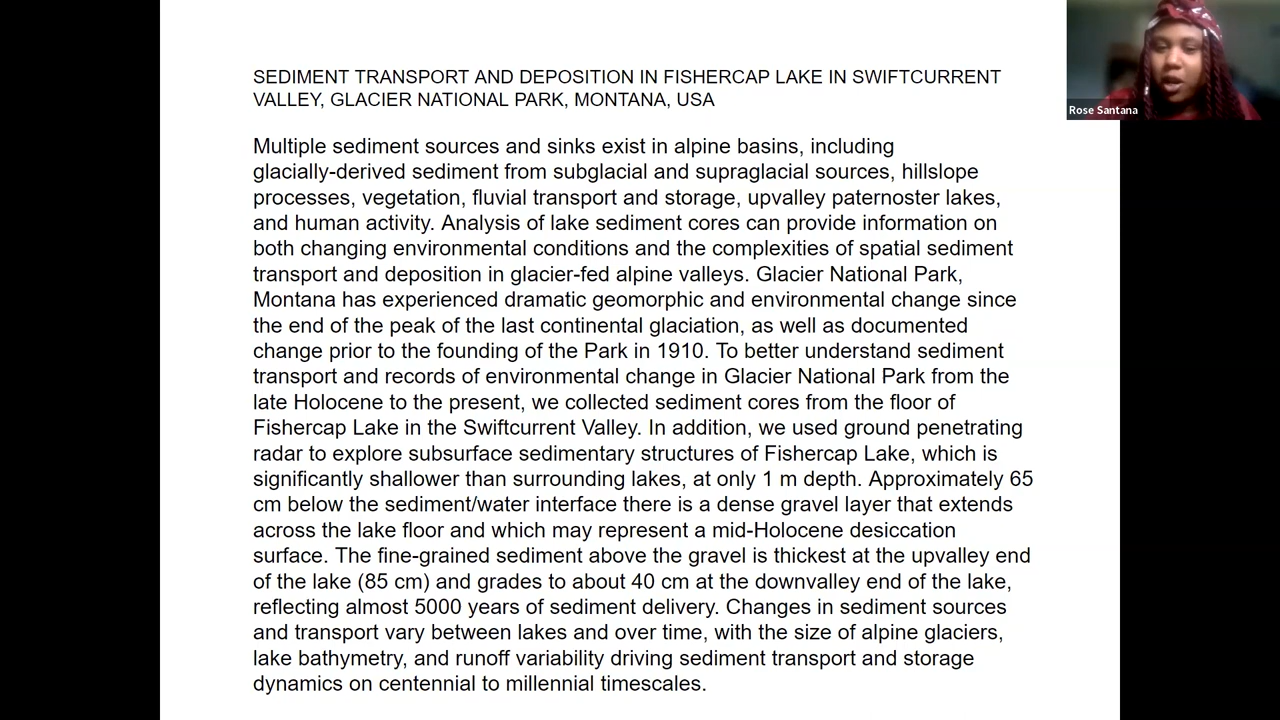 SEDIMENT TRANSPORT AND DEPOSITION IN FISHERCAP LAKE IN SWIFTCURRENT
VALLEY, GLACIER NATIONAL PARK, MONTANA, USA
Multiple sediment sources and sinks exist in alpine basins, including
glacially-derived sediment from subglacial and supraglacial sources, hillslope
processes, vegetation, fluvial transport and storage, upvalley paternoster lakes,
and human activity. Analysis of lake sediment cores can provide information on
both changing environmental conditions and the complexities of spatial sediment
transport and deposition in glacier-fed alpine valleys. Glacier National Park,
Montana has experienced dramatic geomorphic and environmental change since
the end of the peak of the last continental glaciation, as well as documented
change prior to the founding of the Park in 1910. To better understand sediment
transport and records of environmental change in Glacier National Park from the
late Holocene to the present, we collected sediment cores from the floor of
Fishercap Lake in the Swiftcurrent Valley. In addition, we used ground penetrating
radar to explore subsurface sedimentary structures of Fishercap Lake, which is
significantly shallower than surrounding lakes, at only 1 m depth. Approximately 65
cm below the sediment/water interface there is a dense gravel layer that extends
across the lake floor and which may represent a mid-Holocene desiccation
surface. The fine-grained sediment above the gravel is thickest at the upvalley end
of the lake (85 cm) and grades to about 40 cm at the downvalley end of the lake,
reflecting almost 5000 years of sediment delivery. Changes in sediment sources
and transport vary between lakes and over time, with the size of alpine glaciers,
lake bathymetry, and runoff variability driving sediment transport and storage
dynamics on centennial to millennial timescales.
Rose Santana